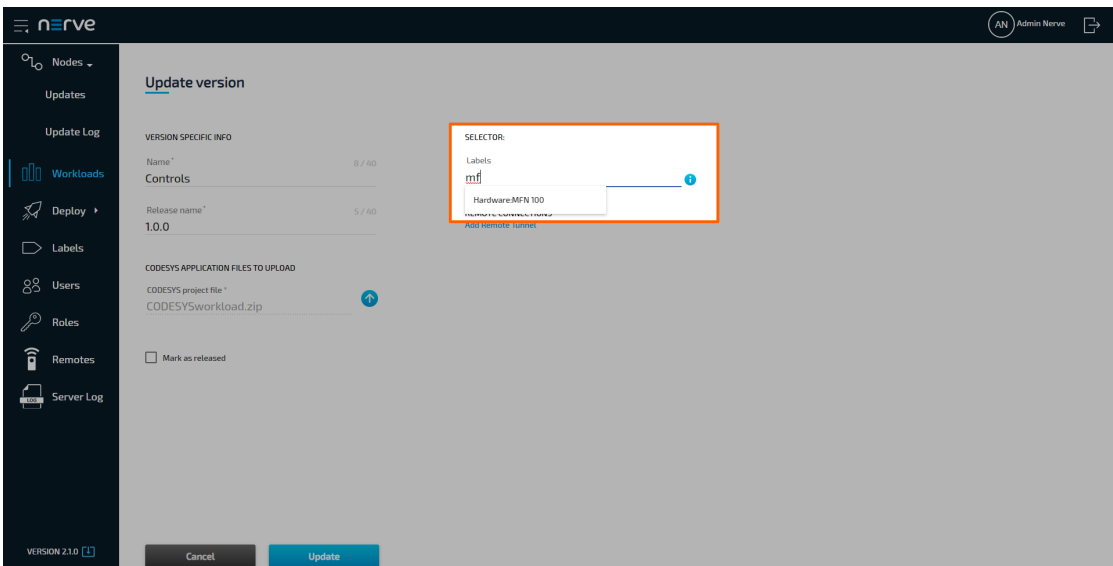 nerve
AN Admin Nerve
Nodes
Updates
Update Log
Workloads
Deploy
Labels
Users
Roles
Remotes
LOG Server Log
VERSION 2.1.0
Update version
VERSION SPECIFIC INFO
Name *
8 / 40
Controls
Release name *
5 / 40
1.0.0
CODESYS APPLICATION FILES TO UPLOAD
CODESYS project file *
CODESYSworkload.zip
Mark as released
Cancel
Update
SELECTOR:
Labels
mf
Hardware:MFN 100
REMOTE CONNECTIONS
Add Remote Tunnel